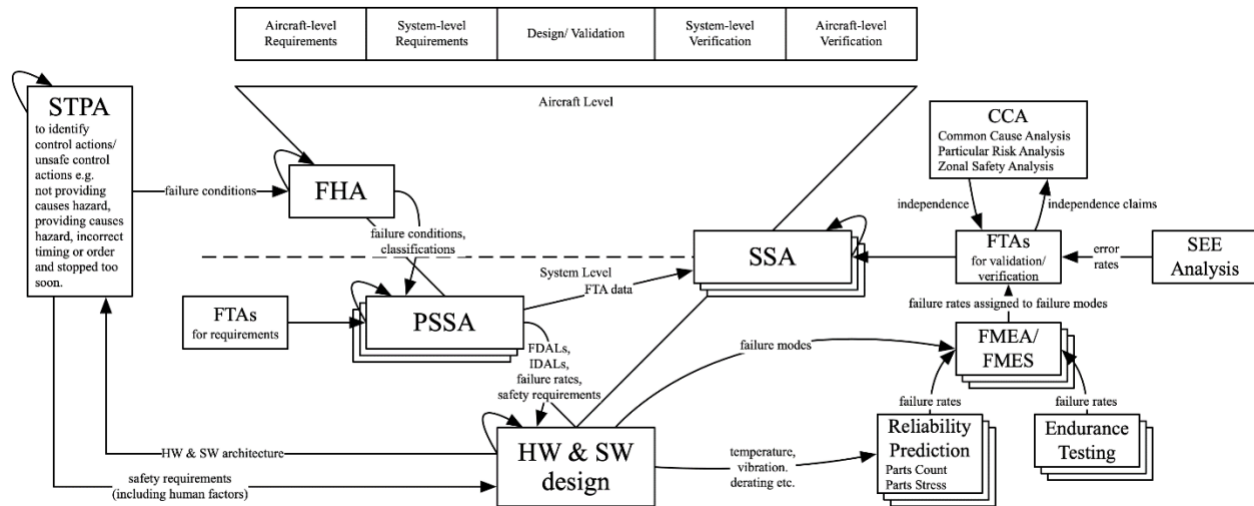 Aircraft-level
Requirements
System-level
Requirements
Design/ Validation
System-level
Verification
Aircraft-level
Verification
Aircraft Level
STPA
to identify
control actions/
unsafe control
actions e.g.
not providing
causes hazard,
providing causes
hazard, incorrect
timing or order
and stopped too
soon.
failure conditions
FHA
failure conditions,
classifications
CCA
Common Cause Analysis
Particular Risk Analysis
Zonal Safety Analysis
independence
independence claims
SSA
FTAs
for validation/
verification
error
rates
SEE
Analysis
System Level
FTA data
FTAs
for requirements
PSSA
failure rates assigned to failure modes
FDALs,
IDALs,
failure rates,
safety requirements
failure modes
FMEA/
FMES
failure rates
failure rates
HW & SW architecture
HW & SW
design
temperature,
vibration.
derating etc.
Reliability
Prediction
Parts Count
Parts Stress
Endurance
Testing
safety requirements
(including human factors)